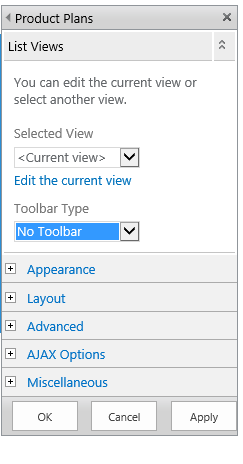 Product Plans
List Views
You can edit the current view or
select another view.
Selected View
<Current view>
Edit the current view
Toolbar Type
No Toolbar
Appearance
Layout
Advanced
AJAX Options
Miscellaneous
OK Cancel Apply